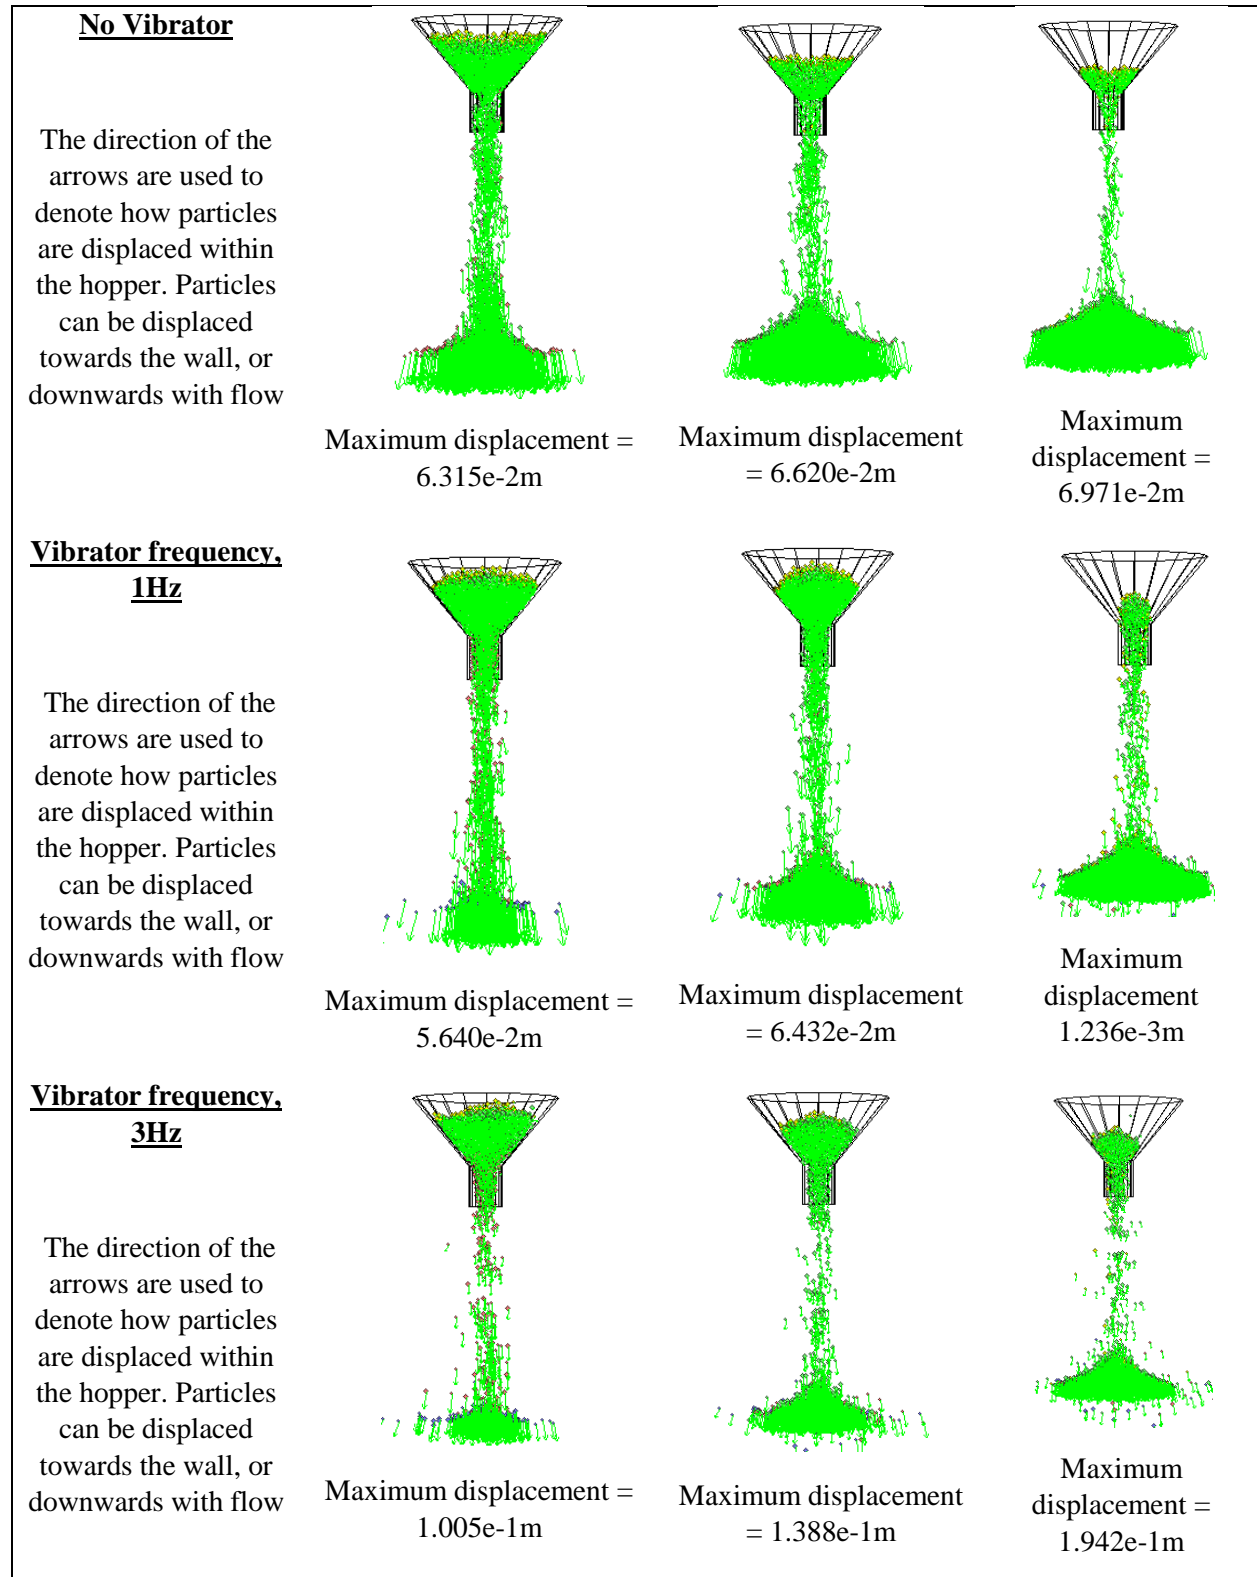 No Vibrator
The direction of the
arrows are used to
denote how particles
are displaced within
the hopper. Particles
can be displaced
towards the wall, or
downwards with flow
Maximum displacement =
6.315e-2m
Maximum displacement
= 6.620e-2m
Maximum
displacement =
6.971e-2m
Vibrator frequency,
1Hz
The direction of the
arrows are used to
denote how particles
are displaced within
the hopper. Particles
can be displaced
towards the wall, or
downwards with flow
Maximum displacement =
5.640e-2m
Maximum displacement
= 6.432e-2m
Maximum
displacement
1.236e-3m
Vibrator frequency,
3Hz
The direction of the
arrows are used to
denote how particles
are displaced within
the hopper. Particles
can be displaced
towards the wall, or
downwards with flow
Maximum displacement =
1.005e-1m
Maximum displacement
= 1.388e-1m
Maximum
displacement =
1.942e-1m